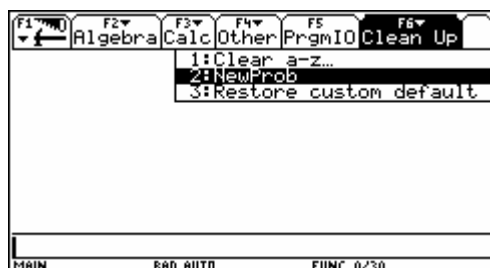 F1 F2 F3 F4 F5 F6
Algebra Calc Other PrgmIO Clean Up
1:Clear a-z…
2:NewProb
3:Restore custom default
MAIN RAD AUTO FUNC 0/30